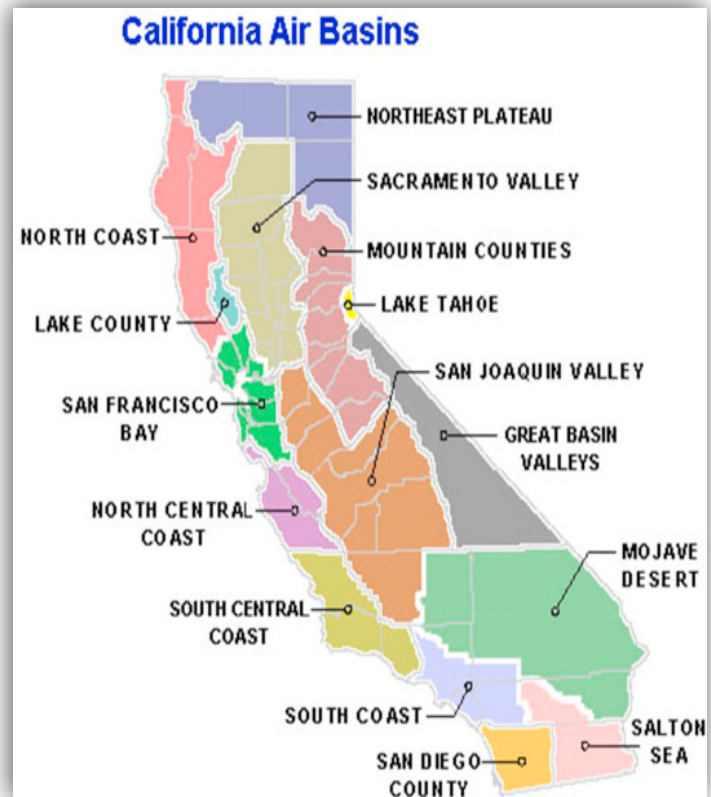 California Air Basins
NORTHEAST PLATEAU
SACRAMENTO VALLEY
NORTH COAST
MOUNTAIN COUNTIES
LAKE TAHOE
LAKE COUNTY
SAN JOAQUIN VALLEY
SAN FRANCISCO
BAY
GREAT BASIN
VALLEYS
NORTH CENTRAL
COAST
MOJAVE
DESERT
SOUTH CENTRAL
COAST
SOUTH COAST
SALTON
SEA
SAN DIEGO
COUNTY